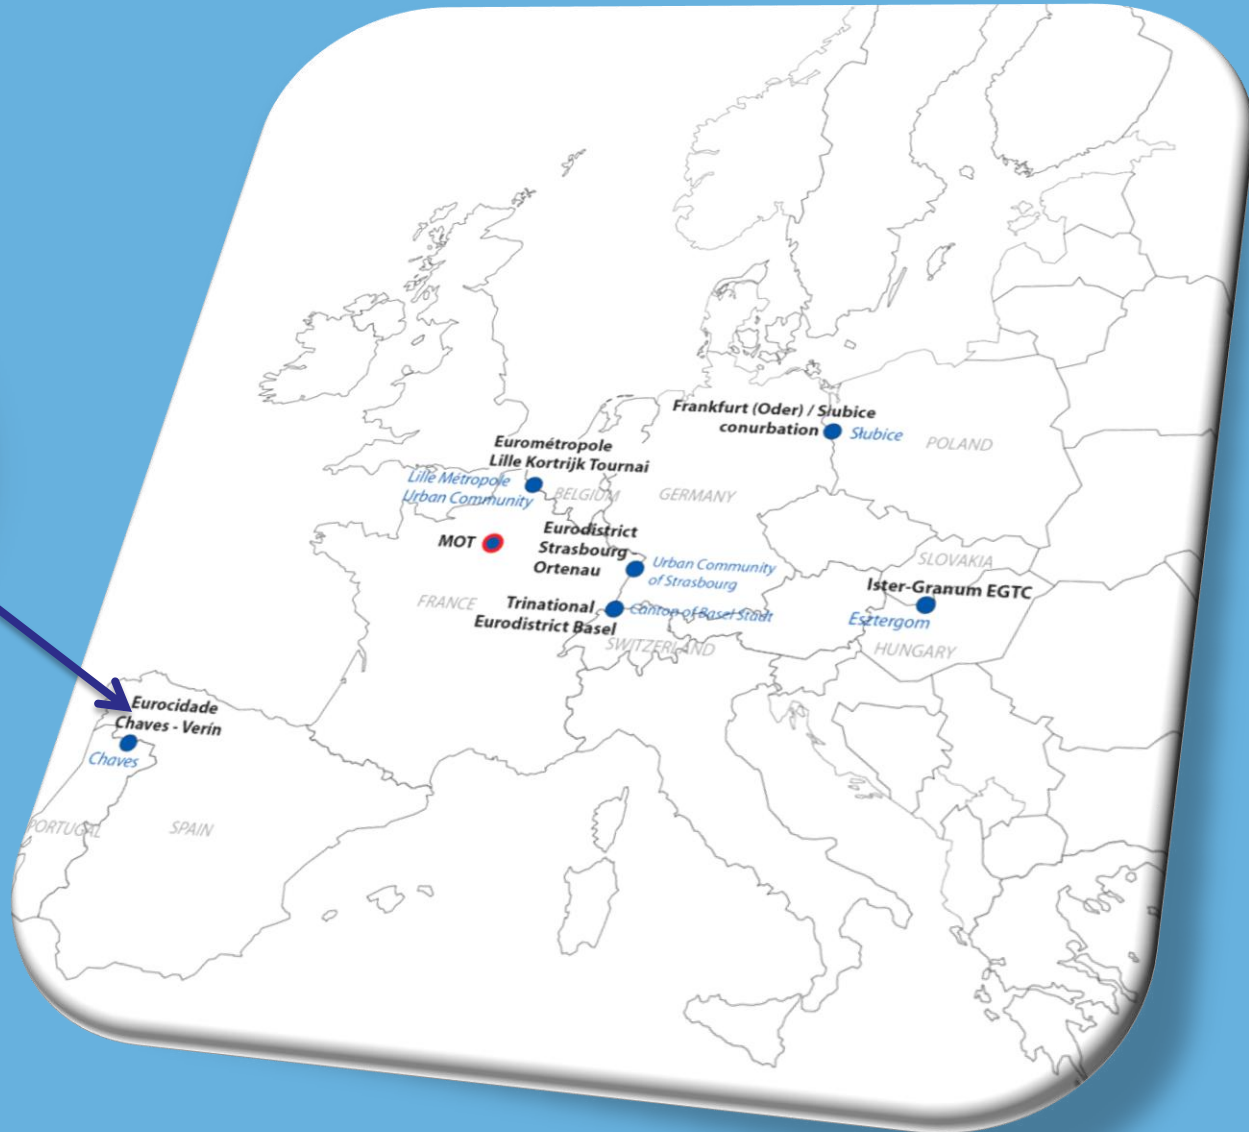 Frankfurt (Oder) / Słubice
conurbation
Słubice
POLAND
Eurométropole
Lille Kortrijk Tournai
Lille Métropole
Urban Community
BELGIUM
GERMANY
MOT
Eurodistrict
Strasbourg -
Ortenau
Urban Community
of Strasbourg
SLOVAKIA
Ister-Granum EGTC
Esztergom
HUNGARY
FRANCE
Trinational
Eurodistrict Basel
Canton of Basel Stadt
SWITZERLAND
Eurocidade
Chaves - Verín
Chaves
PORTUGAL
SPAIN